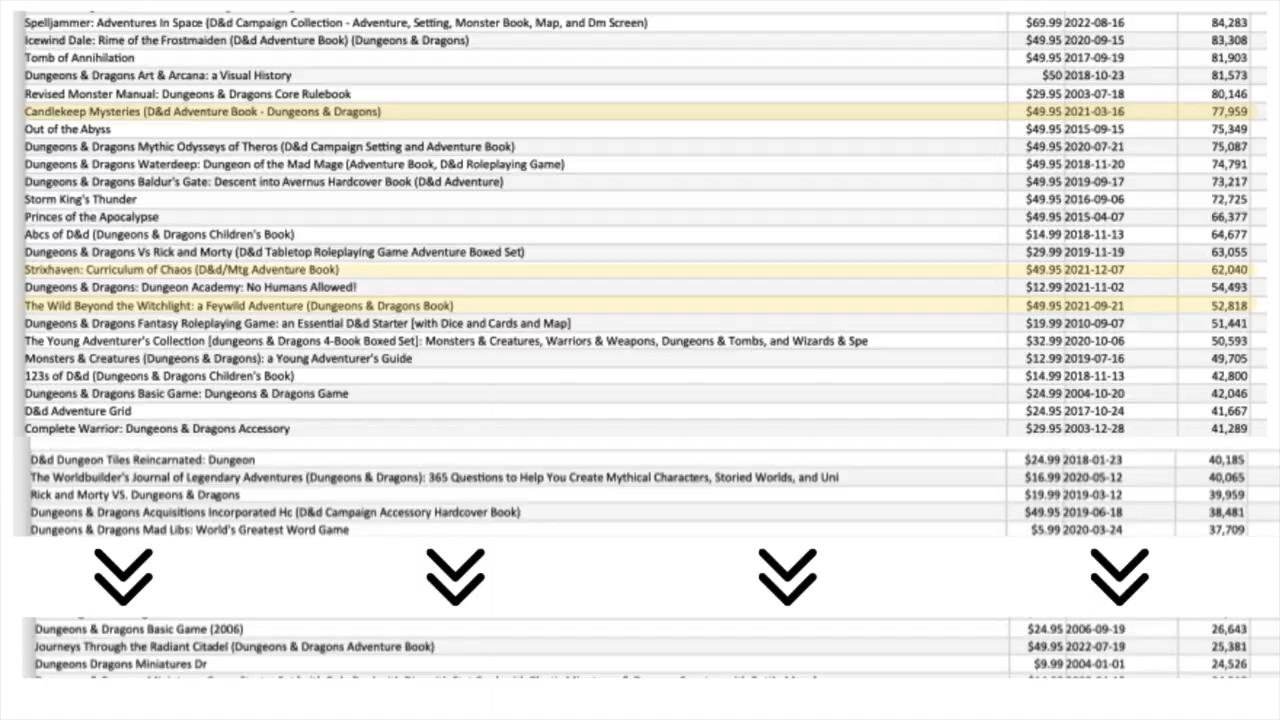 Spelljammer: Adventures In Space (D&d Campaign Collection - Adventure, Setting, Monster Book, Map, and Dm Screen) $69.99 2022-08-16 84,283
Icewind Dale: Rime of the Frostmaiden (D&d Adventure Book) (Dungeons & Dragons) $49.95 2020-09-15 83,308
Tomb of Annihilation $49.95 2017-09-19 81,903
Dungeons & Dragons Art & Arcana: a Visual History $50 2018-10-23 81,573
Revised Monster Manual: Dungeons & Dragons Core Rulebook $29.95 2003-07-18 80,146
Candlekeep Mysteries (D&d Adventure Book - Dungeons & Dragons) $49.95 2021-03-16 77,959
Out of the Abyss $49.95 2015-09-15 75,349
Dungeons & Dragons Mythic Odysseys of Theros (D&d Campaign Setting and Adventure Book) $49.95 2020-07-21 75,087
Dungeons & Dragons Waterdeep: Dungeon of the Mad Mage (Adventure Book, D&d Roleplaying Game) $49.95 2018-11-20 74,791
Dungeons & Dragons Baldur's Gate: Descent into Avernus Hardcover Book (D&d Adventure) $49.95 2019-09-17 73,217
Storm King's Thunder $49.95 2016-09-06 72,725
Princes of the Apocalypse $49.95 2015-04-07 66,377
Abcs of D&d (Dungeons & Dragons Children's Book) $14.99 2018-11-13 64,677
Dungeons & Dragons Vs Rick and Morty (D&d Tabletop Roleplaying Game Adventure Boxed Set) $29.99 2019-11-19 63,055
Strixhaven: Curriculum of Chaos (D&d/Mtg Adventure Book) $49.95 2021-12-07 62,040
Dungeons & Dragons: Dungeon Academy: No Humans Allowed! $12.99 2021-11-02 54,493
The Wild Beyond the Witchlight: a Feywild Adventure (Dungeons & Dragons Book) $49.95 2021-09-21 52,818
Dungeons & Dragons Fantasy Roleplaying Game: an Essential D&d Starter [with Dice and Cards and Map] $19.99 2010-09-07 51,441
The Young Adventurer's Collection [dungeons & Dragons 4-Book Boxed Set]: Monsters & Creatures, Warriors & Weapons, Dungeons & Tombs, and Wizards & Spe $32.99 2020-10-06 50,593
Monsters & Creatures (Dungeons & Dragons): a Young Adventurer's Guide $12.99 2019-07-16 49,705
123s of D&d (Dungeons & Dragons Children's Book) $14.99 2018-11-13 42,800
Dungeons & Dragons Basic Game: Dungeons & Dragons Game $24.99 2004-10-20 42,046
D&d Adventure Grid $24.95 2017-10-24 41,667
Complete Warrior: Dungeons & Dragons Accessory $29.95 2003-12-28 41,289
D&d Dungeon Tiles Reincarnated: Dungeon $24.99 2018-01-23 40,185
The Worldbuilder's Journal of Legendary Adventures (Dungeons & Dragons): 365 Questions to Help You Create Mythical Characters, Storied Worlds, and Uni $16.99 2020-05-12 40,065
Rick and Morty VS. Dungeons & Dragons $19.99 2019-03-12 39,959
Dungeons & Dragons Acquisitions Incorporated Hc (D&d Campaign Accessory Hardcover Book) $49.95 2019-06-18 38,481
Dungeons & Dragons Mad Libs: World's Greatest Word Game $5.99 2020-03-24 37,709
Dungeons & Dragons Basic Game (2006) $24.95 2006-09-19 26,643
Journeys Through the Radiant Citadel (Dungeons & Dragons Adventure Book) $49.95 2022-07-19 25,381
Dungeons Dragons Miniatures Dr $9.99 2004-01-01 24,526